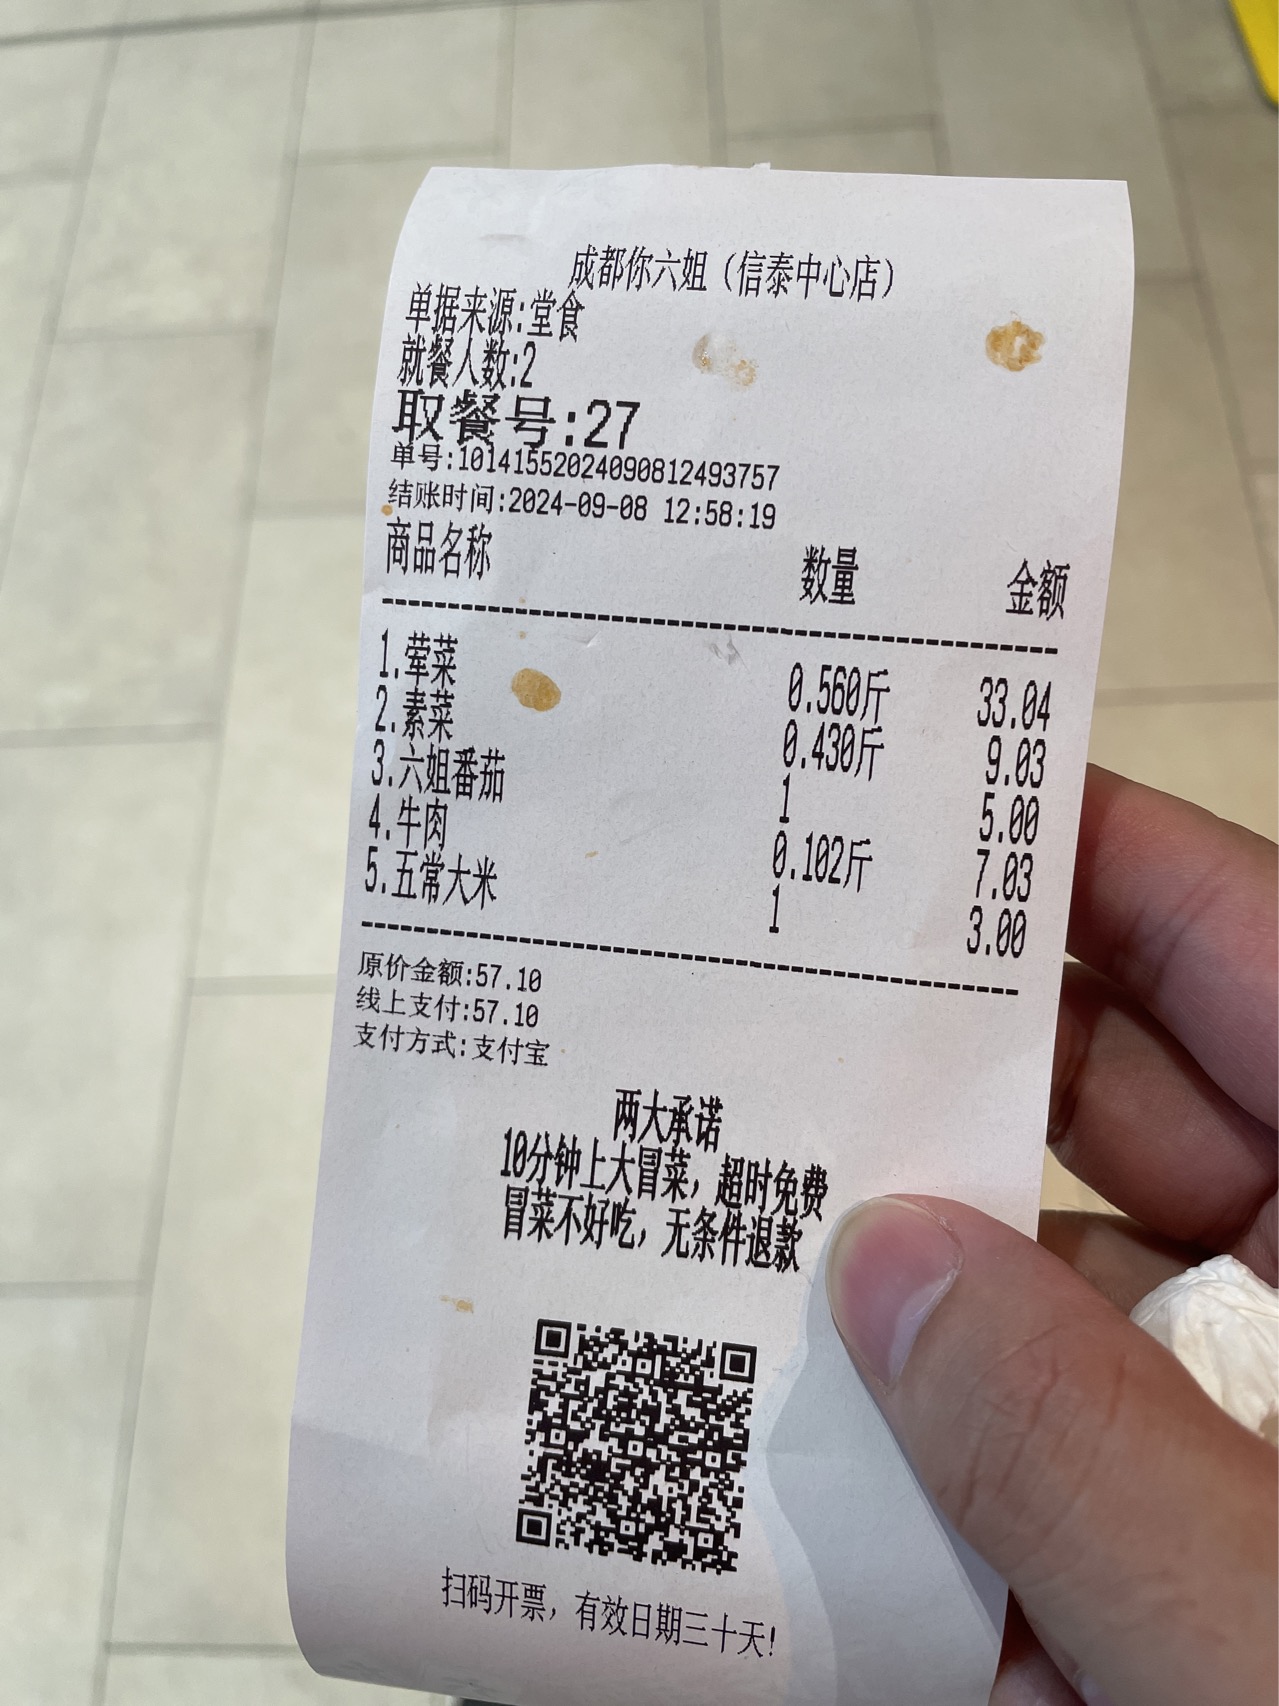 成都你六姐（信泰中心店）
单据来源:堂食
就餐人数:2
取餐号:27
单号:10141552024090812493757
结账时间:2024-09-08 12:58:19
商品名称 数量 金额
1.荤菜 0.560斤 33.04
2.素菜 0.430斤 9.03
3.六姐番茄 1 5.00
4.牛肉 0.102斤 7.03
5.五常大米 1 3.00
原价金额:57.10
线上支付:57.10
支付方式:支付宝
两大承诺
10分钟上大冒菜，超时免费
冒菜不好吃，无条件退款
扫码开票，有效日期三十天!